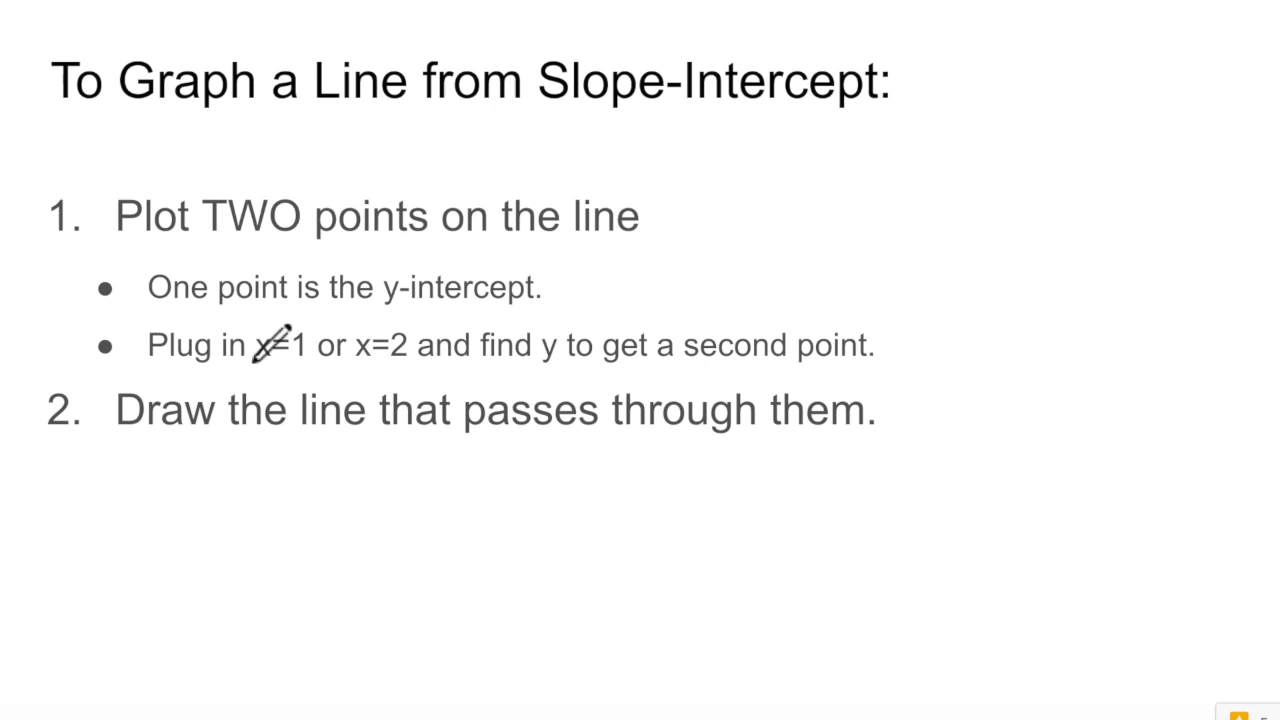 To Graph a Line from Slope-Intercept:
1. Plot TWO points on the line
● One point is the y-intercept.
● Plug in x=1 or x=2 and find y to get a second point.
2. Draw the line that passes through them.